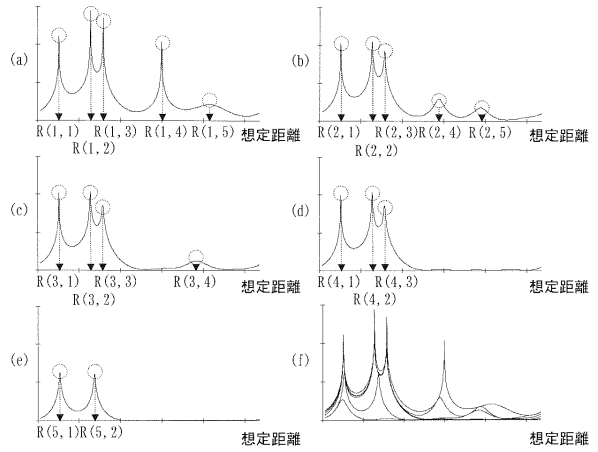 (a)
R(1,1) R(1,3) R(1,4) R(1,5) 想定距離
R(1,2)
(b)
R(2,1) R(2,3)R(2,4) R(2,5) 想定距離
R(2,2)
(c)
R(3,1) R(3,3) R(3,4) 想定距離
R(3,2)
(d)
R(4,1) R(4,3) 想定距離
R(4,2)
(e)
R(5,1)R(5,2) 想定距離
(f)
想定距離